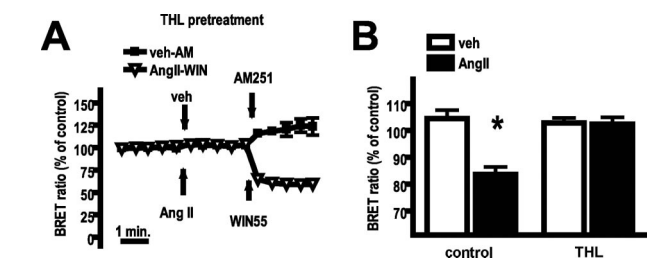 A
THL pretreatment
veh-AM
AngII-WIN
veh
AM251
BRET ratio (% of control)
150
125
100
75
50
25
0
Ang II
WIN55
1 min.
B
veh
AngII
BRET ratio (% of control)
110
100
90
80
70
*
control
THL